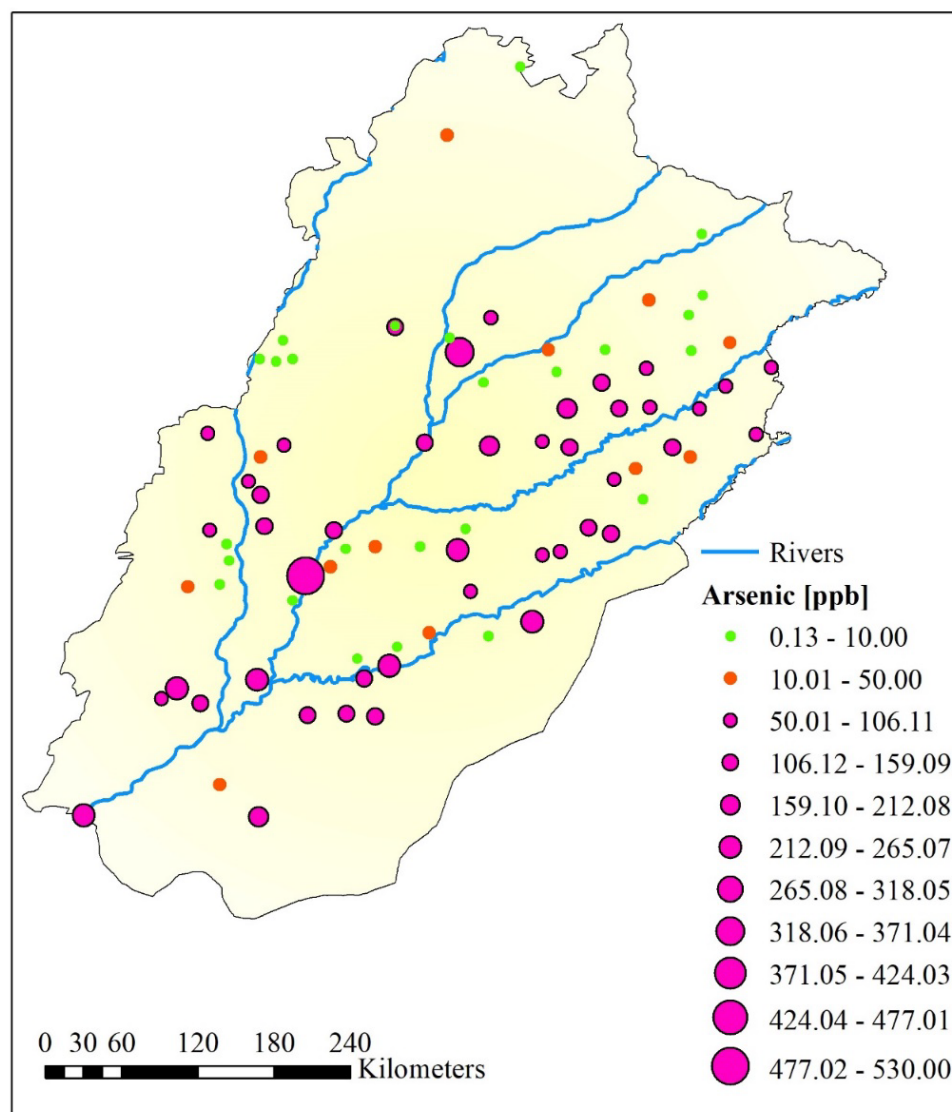 Rivers
Arsenic [ppb]
0.13 - 10.00
10.01 - 50.00
50.01 - 106.11
106.12 - 159.09
159.10 - 212.08
212.09 - 265.07
265.08 - 318.05
318.06 - 371.04
371.05 - 424.03
424.04 - 477.01
477.02 - 530.00
0 30 60 120 180 240
Kilometers